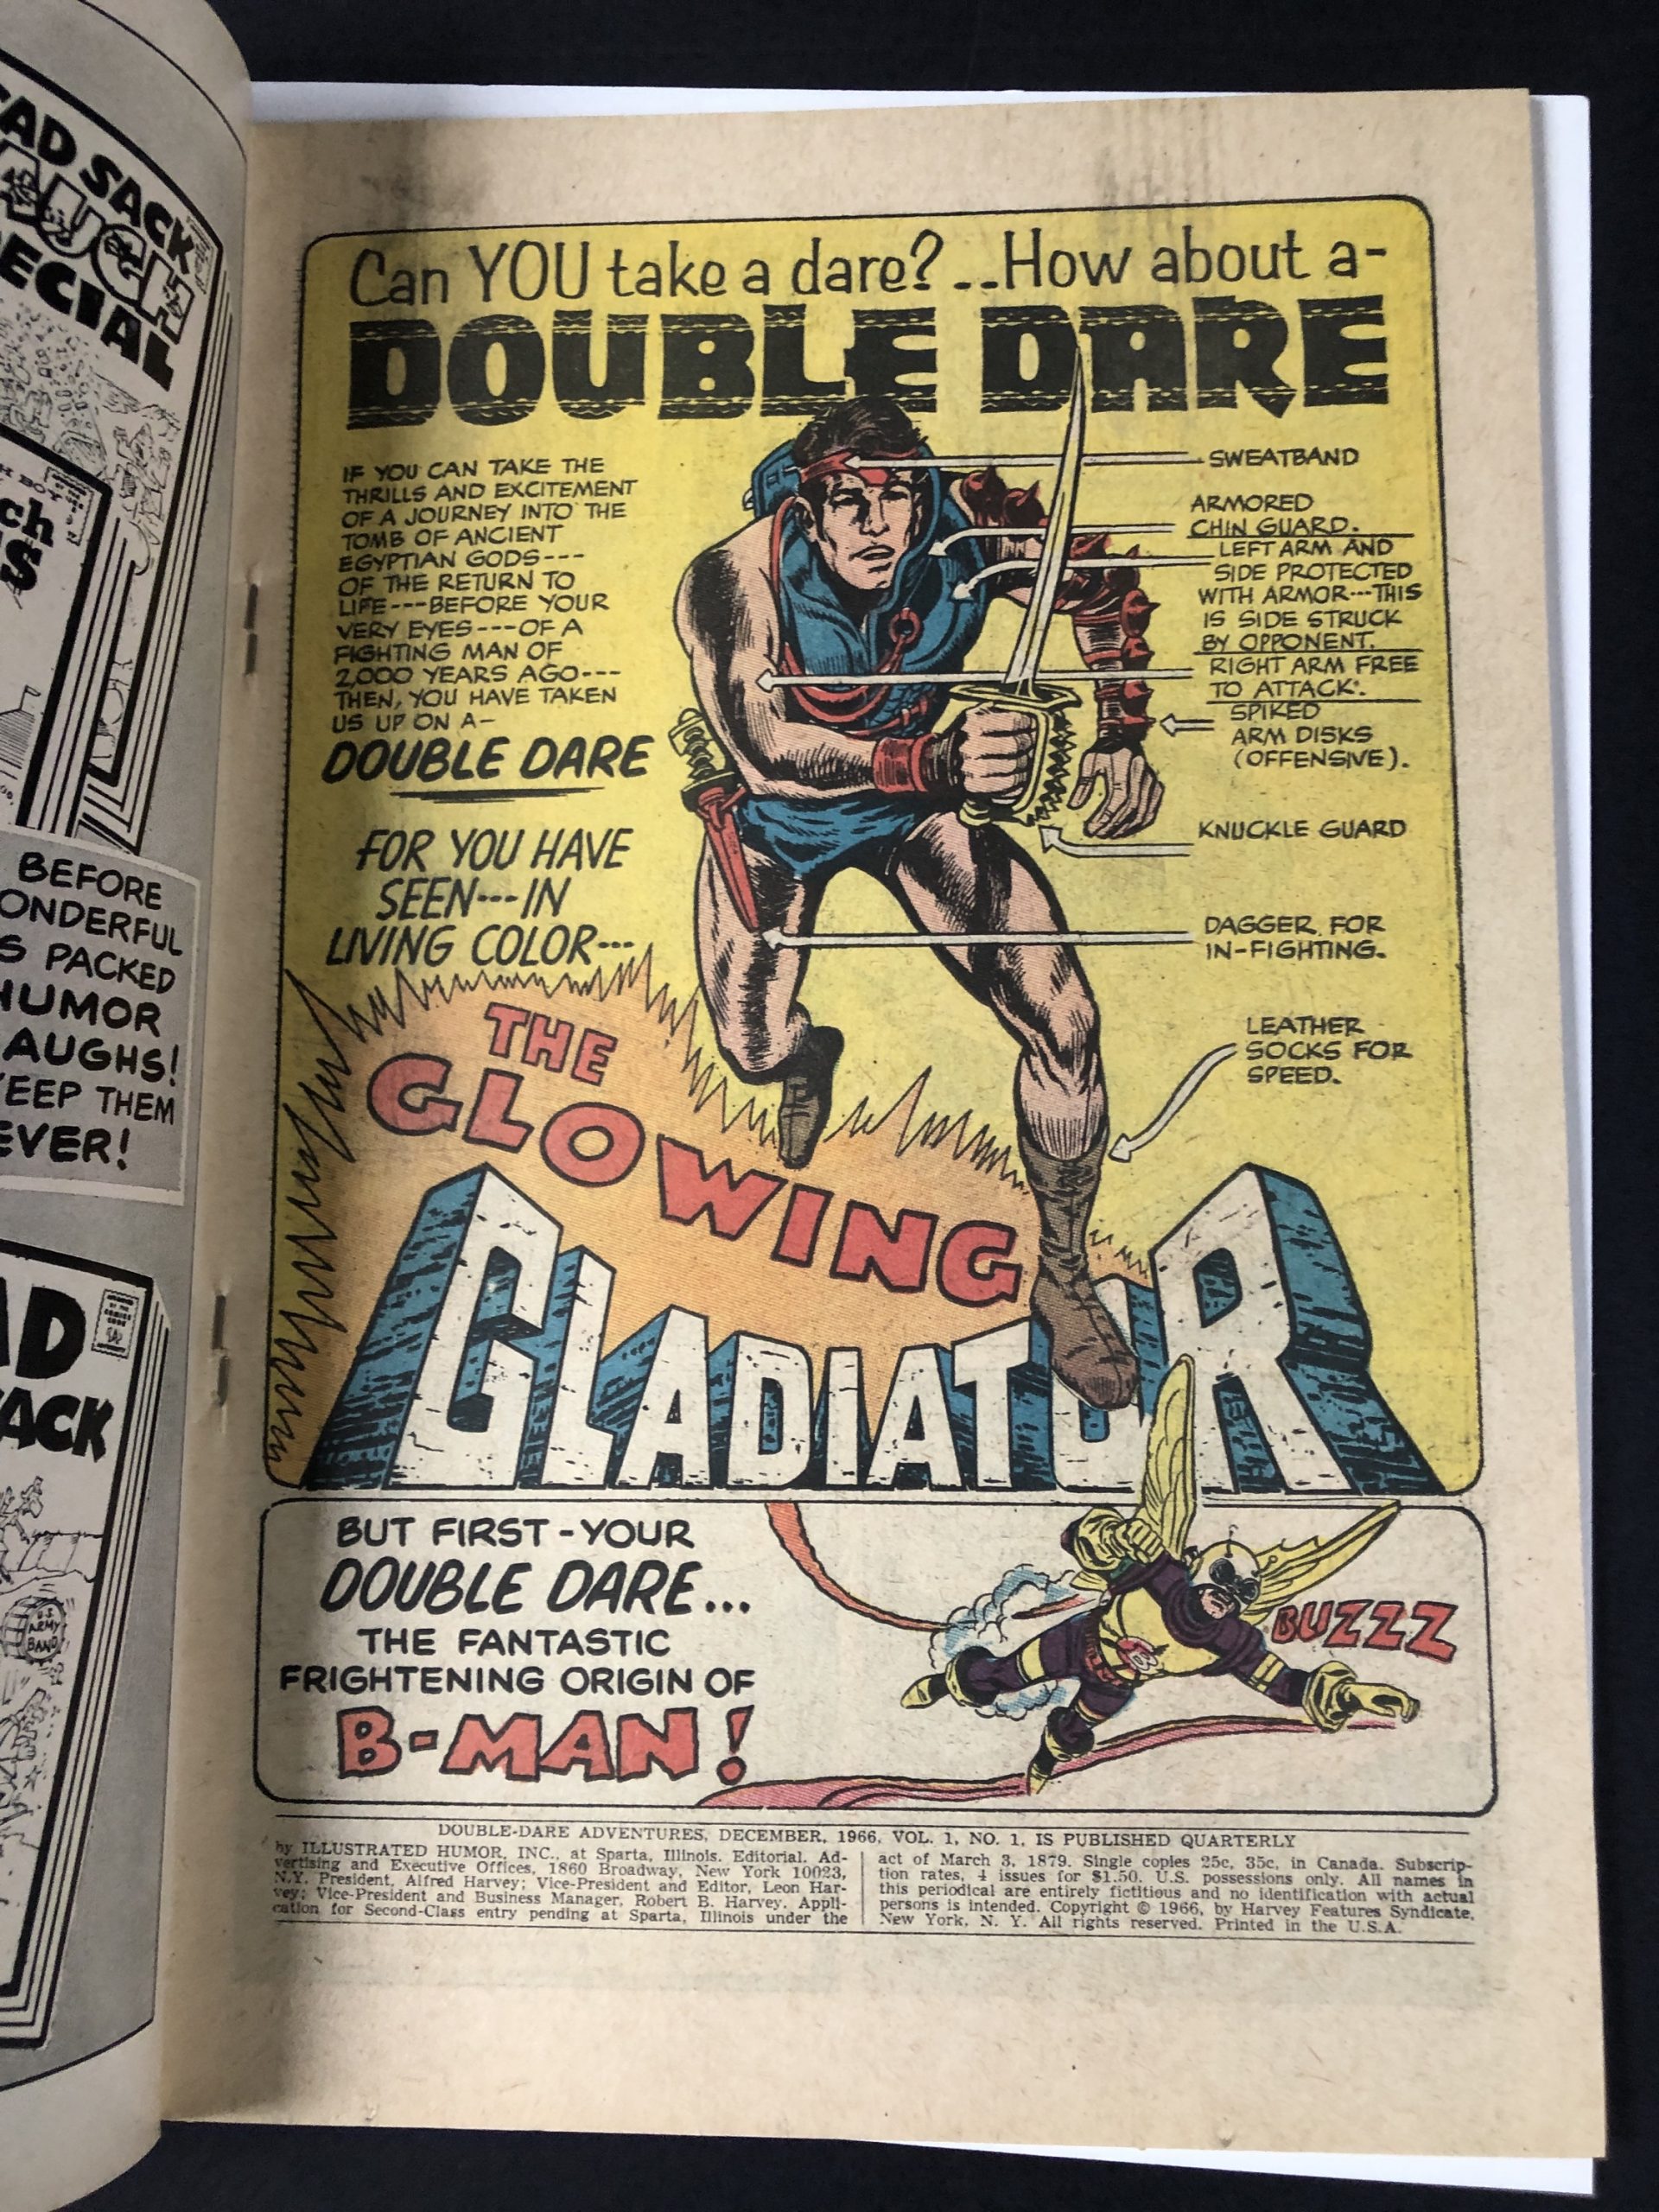 EAD SACK
LAUGH
SPECIAL
BEFORE
ONDERFUL
S PACKED
HUMOR
AUGHS!
KEEP THEM
EVER!
AD
ACK
U.S.
ARMY
BAND
Can YOU take a dare?...How about a-
DOUBLE DARE
IF YOU CAN TAKE THE
THRILLS AND EXCITEMENT
OF A JOURNEY INTO THE
TOMB OF ANCIENT
EGYPTIAN GODS---
OF THE RETURN TO
LIFE---BEFORE YOUR
VERY EYES---OF A
FIGHTING MAN OF
2,000 YEARS AGO---
THEN, YOU HAVE TAKEN
US UP ON A-
DOUBLE DARE
FOR YOU HAVE
SEEN---IN
LIVING COLOR---
SWEATBAND
ARMORED
CHIN GUARD.
LEFT ARM AND
SIDE PROTECTED
WITH ARMOR---THIS
IS SIDE STRUCK
BY OPPONENT.
RIGHT ARM FREE
TO ATTACK.
SPIKED
ARM DISKS
(OFFENSIVE).
KNUCKLE GUARD
DAGGER FOR
IN-FIGHTING.
LEATHER
SOCKS FOR
SPEED.
THE
GLOWING
GLADIATOR
BUT FIRST-YOUR
DOUBLE DARE...
THE FANTASTIC
FRIGHTENING ORIGIN OF
B-MAN!
B
BUZZZ
DOUBLE-DARE ADVENTURES, DECEMBER, 1966, VOL. 1, NO. 1, IS PUBLISHED QUARTERLY
by ILLUSTRATED HUMOR, INC., at Sparta, Illinois. Editorial. Ad-
vertising and Executive Offices, 1860 Broadway, New York 10023,
N.Y. President, Alfred Harvey; Vice-President and Editor, Leon Har-
vey; Vice-President and Business Manager, Robert B. Harvey. Appli-
cation for Second-Class entry pending at Sparta, Illinois under the
act of March 3, 1879. Single copies 25c, 35c, in Canada. Subscrip-
tion rates, 4 issues for $1.50. U.S. possessions only. All names in
this periodical are entirely fictitious and no identification with actual
persons is intended. Copyright © 1966, by Harvey Features Syndicate,
New York, N. Y. All rights reserved. Printed in the U.S.A.